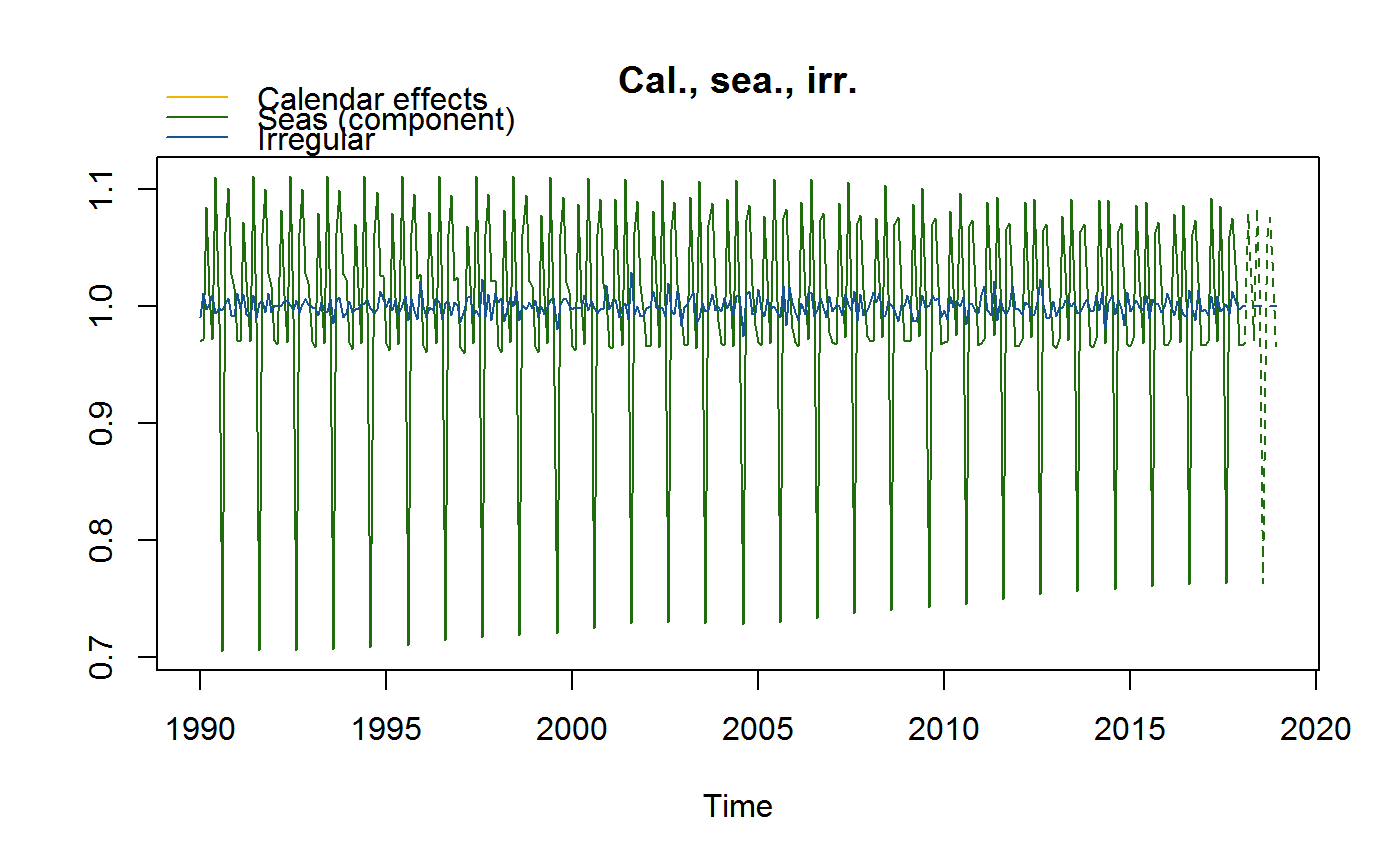 Cal., sea., irr.
Calendar effects
Seas (component)
Irregular
1.1
1.0
0.9
0.8
0.7
1990 1995 2000 2005 2010 2015 2020
Time